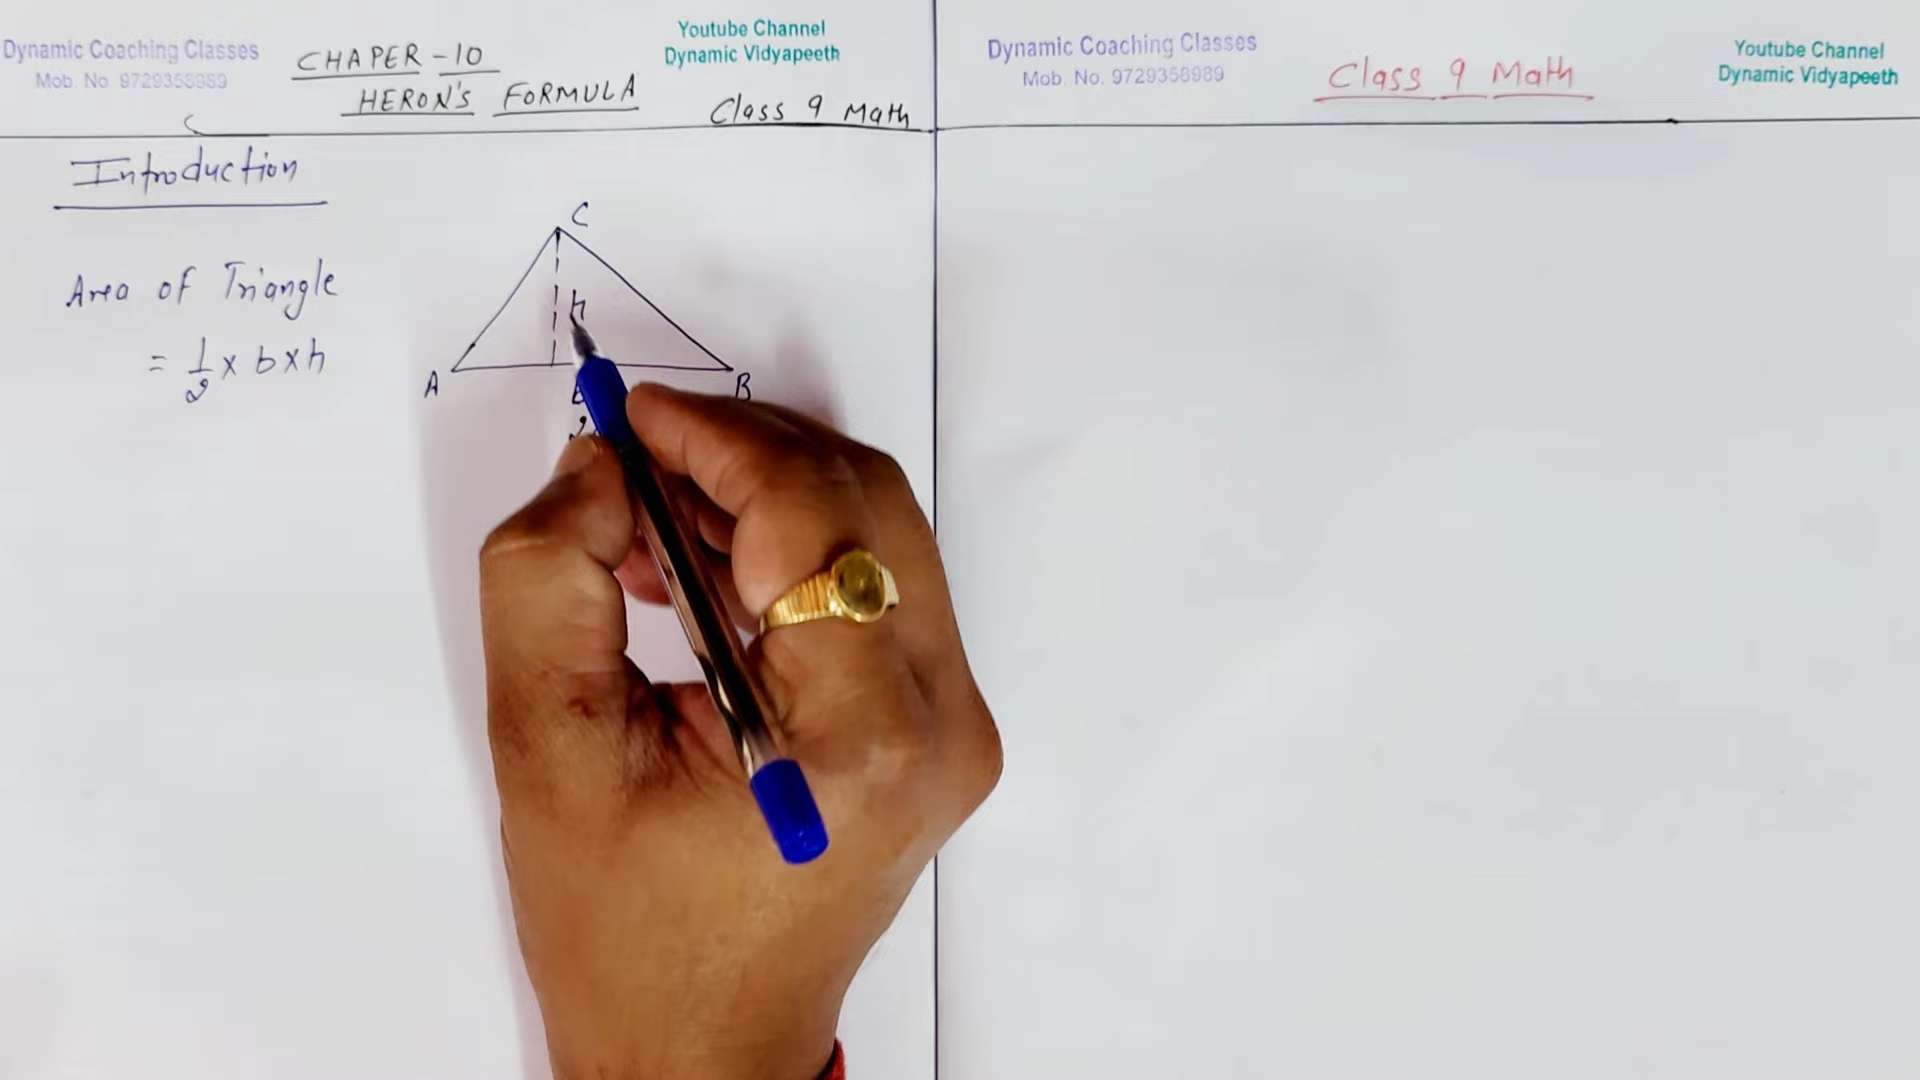 Dynamic Coaching Classes
Mob. No 9729358989
CHAPER - 10
HERON'S FORMULA
Youtube Channel
Dynamic Vidyapeeth
Class 9 Math
Introduction
Area of Triangle
= 1/2 × b × h
C
h
A
B
Dynamic Coaching Classes
Mob. No. 9729358989
Class 9 Math
Youtube Channel
Dynamic Vidyapeeth